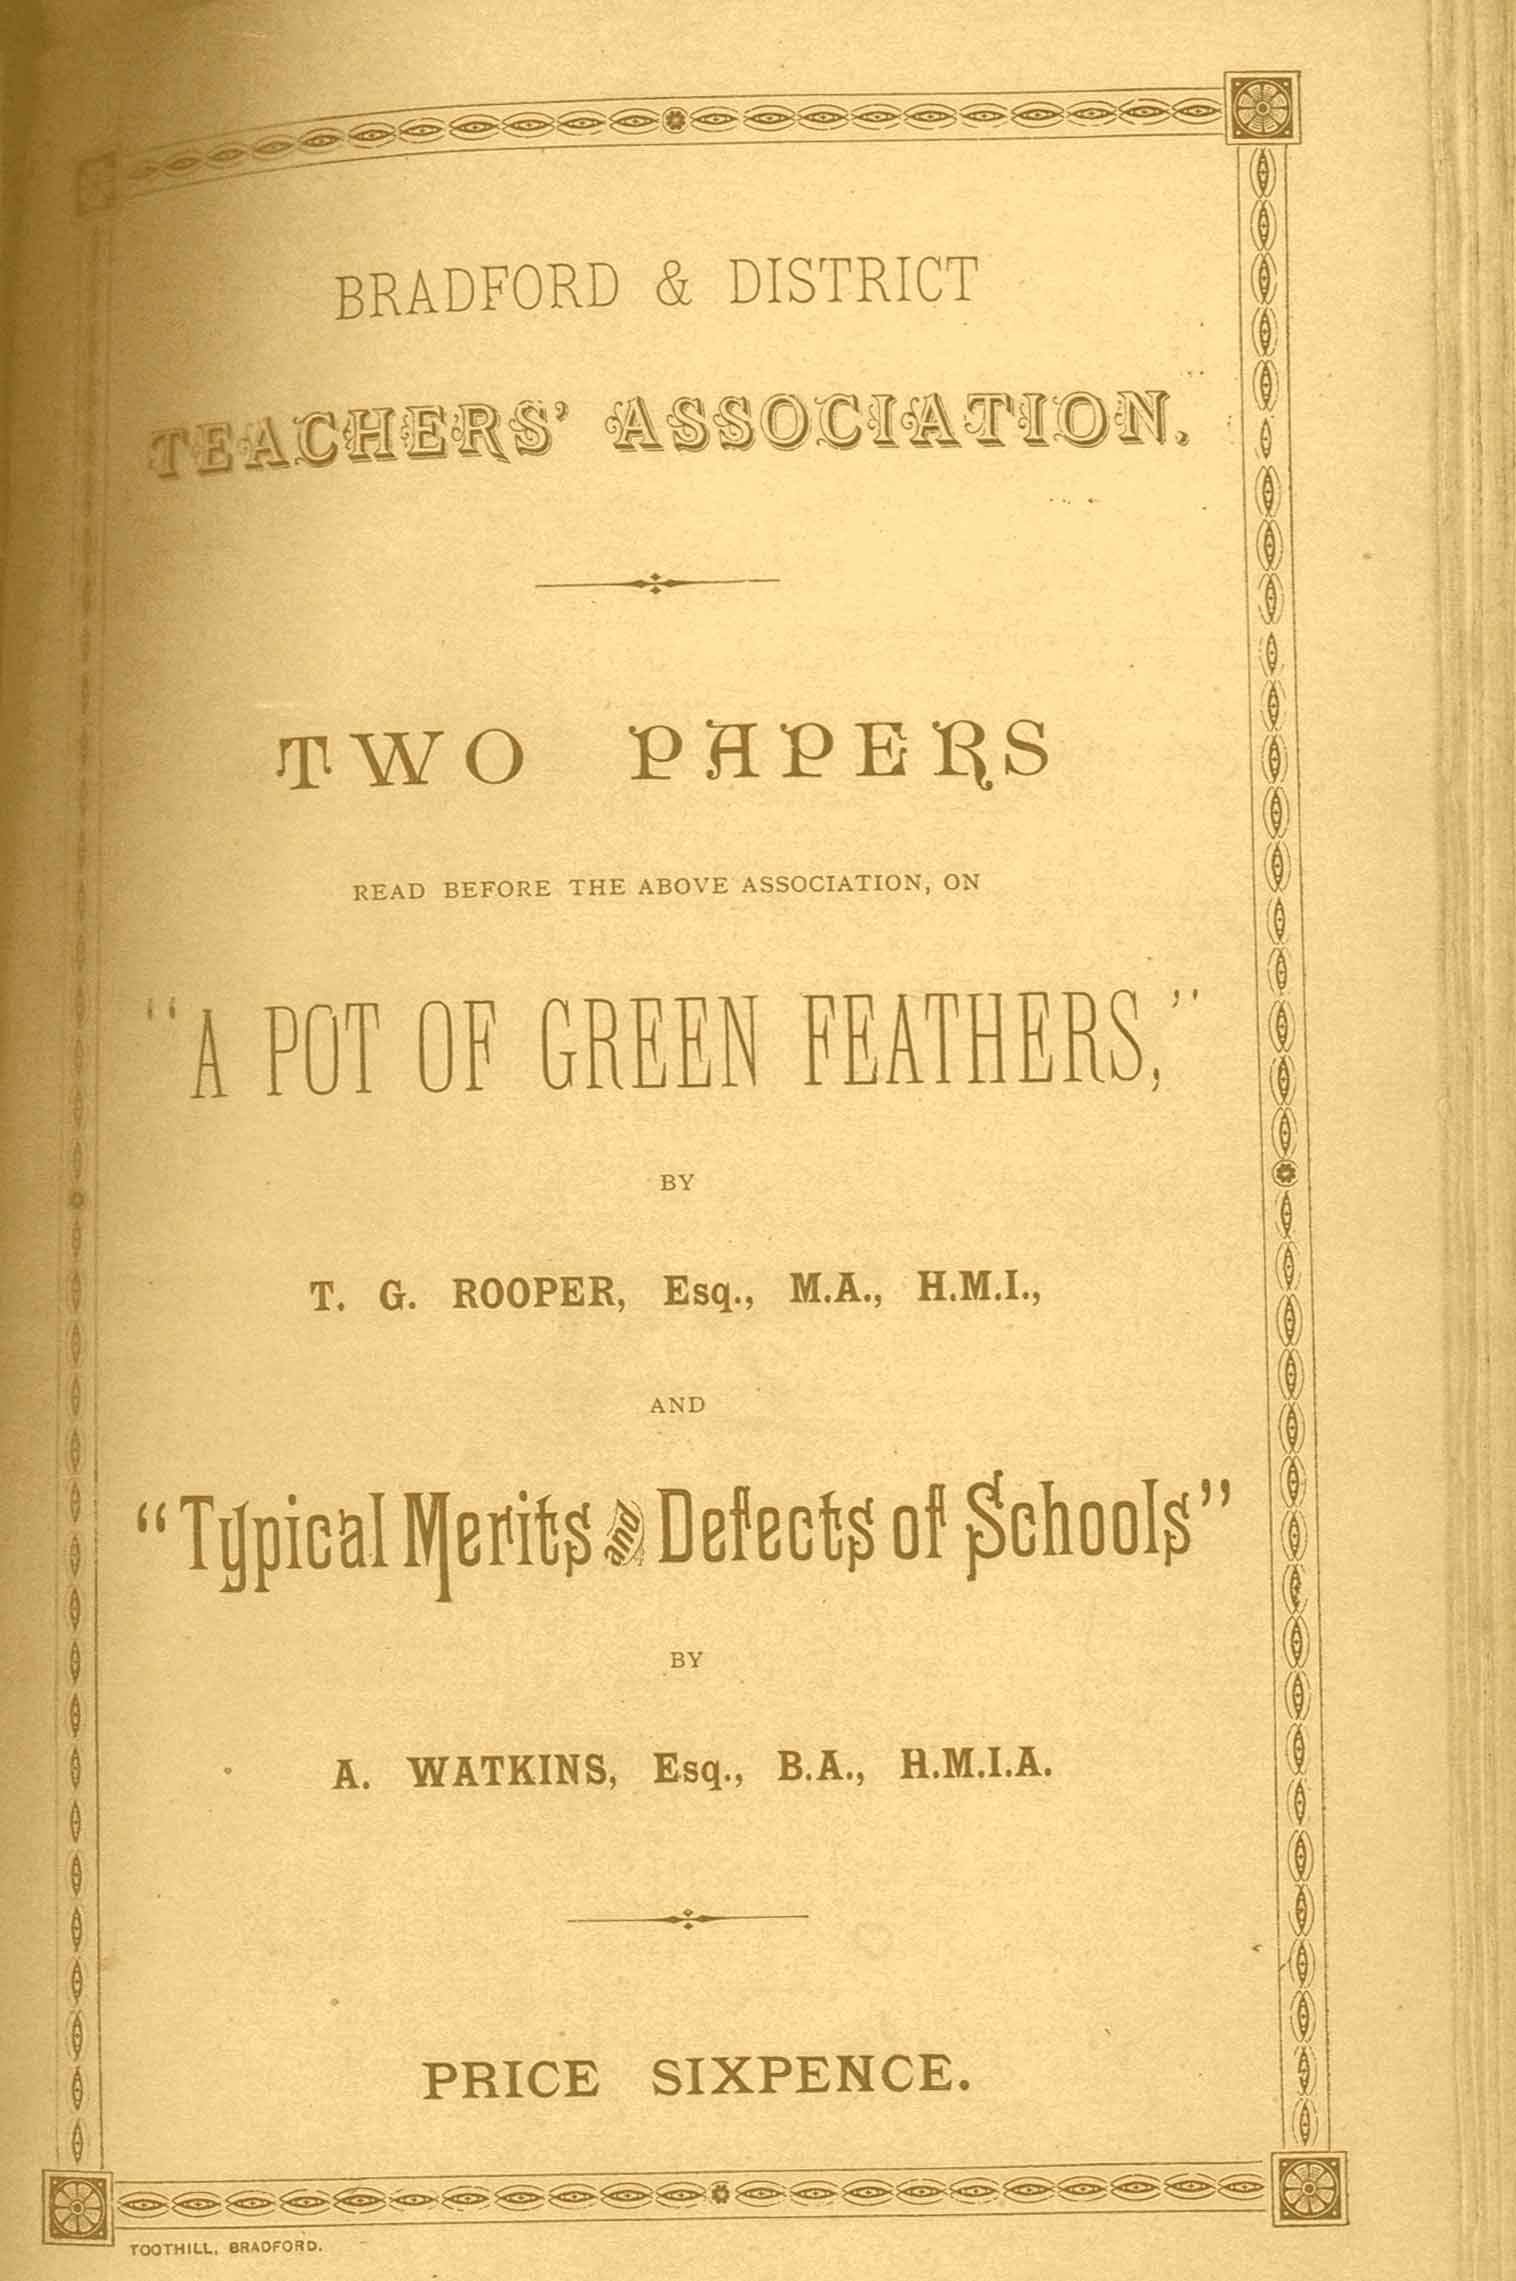 BRADFORD & DISTRICT
TEACHERS' ASSOCIATION.
TWO PAPERS
READ BEFORE THE ABOVE ASSOCIATION, ON
"A POT OF GREEN FEATHERS,"
BY
T. G. ROOPER, Esq., M.A., H.M.I.,
AND
"Typical Merits and Defects of Schools"
BY
A. WATKINS, Esq., B.A., H.M.I.A.
PRICE SIXPENCE.
TOOTHILL, BRADFORD.